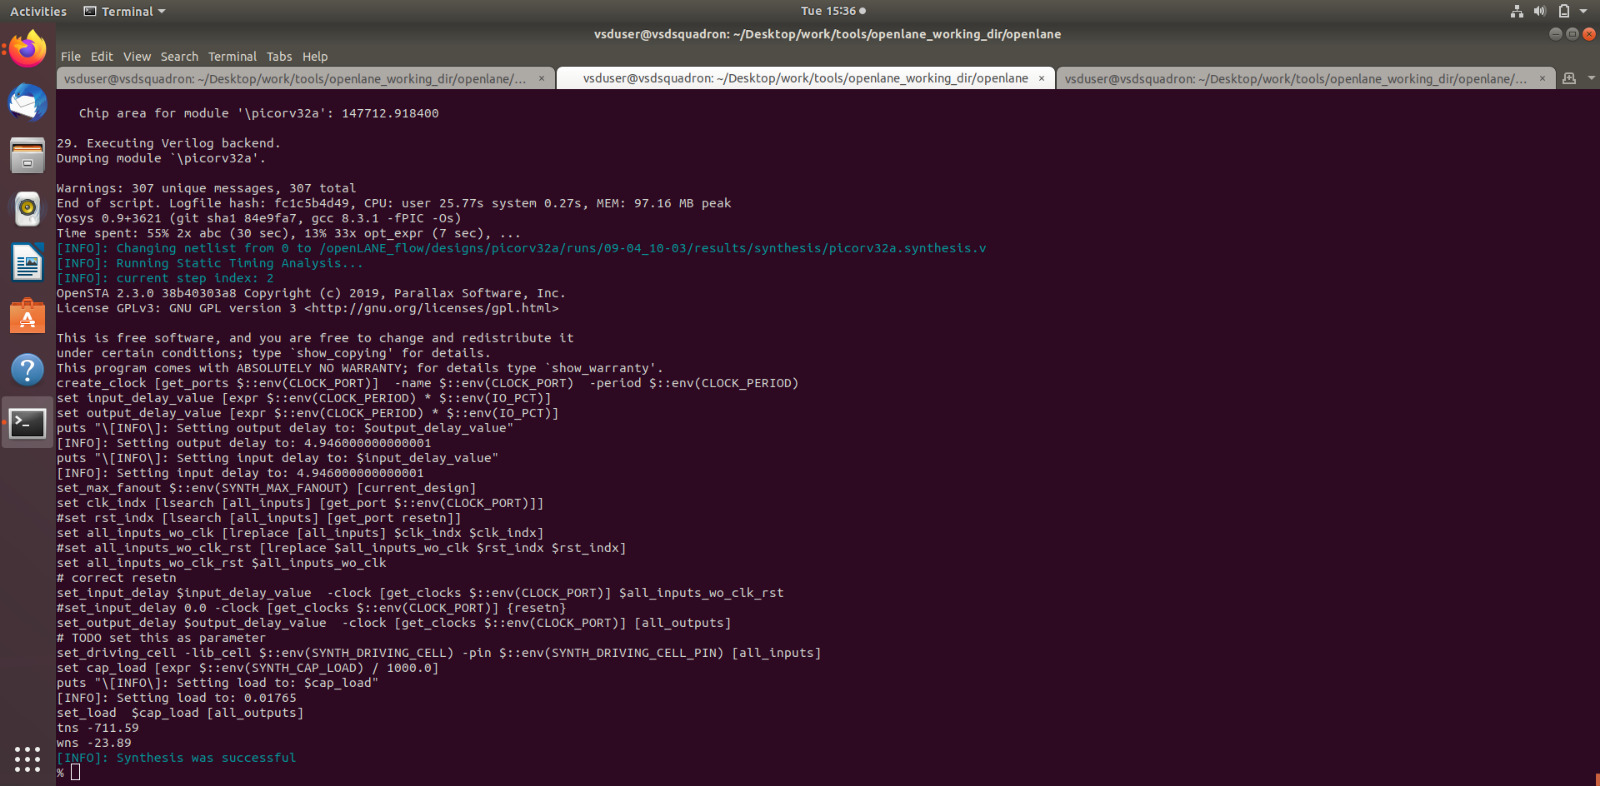 Activities Terminal Tue 15:36
vsduser@vsdsquadron: ~/Desktop/work/tools/openlane_working_dir/openlane
File Edit View Search Terminal Tabs Help
vsduser@vsdsquadron: ~/Desktop/work/tools/openlane_working_dir/openlane/... × vsduser@vsdsquadron: ~/Desktop/work/tools/openlane_working_dir/openlane × vsduser@vsdsquadron: ~/Desktop/work/tools/openlane_working_dir/openlane/... ×
Chip area for module '\picorv32a': 147712.918400
29. Executing Verilog backend.
Dumping module `\picorv32a'.
Warnings: 307 unique messages, 307 total
End of script. Logfile hash: fc1c5b4d49, CPU: user 25.77s system 0.27s, MEM: 97.16 MB peak
Yosys 0.9+3621 (git sha1 84e9fa7, gcc 8.3.1 -fPIC -Os)
Time spent: 55% 2x abc (30 sec), 13% 33x opt_expr (7 sec), ...
[INFO]: Changing netlist from 0 to /openLANE_flow/designs/picorv32a/runs/09-04_10-03/results/synthesis/picorv32a.synthesis.v
[INFO]: Running Static Timing Analysis...
[INFO]: current step index: 2
OpenSTA 2.3.0 38b40303a8 Copyright (c) 2019, Parallax Software, Inc.
License GPLv3: GNU GPL version 3 <http://gnu.org/licenses/gpl.html>
This is free software, and you are free to change and redistribute it
under certain conditions; type `show_copying' for details.
This program comes with ABSOLUTELY NO WARRANTY; for details type `show_warranty'.
create_clock [get_ports $::env(CLOCK_PORT)]  -name $::env(CLOCK_PORT)  -period $::env(CLOCK_PERIOD)
set input_delay_value [expr $::env(CLOCK_PERIOD) * $::env(IO_PCT)]
set output_delay_value [expr $::env(CLOCK_PERIOD) * $::env(IO_PCT)]
puts "\[INFO\]: Setting output delay to: $output_delay_value"
[INFO]: Setting output delay to: 4.946000000000001
puts "\[INFO\]: Setting input delay to: $input_delay_value"
[INFO]: Setting input delay to: 4.946000000000001
set_max_fanout $::env(SYNTH_MAX_FANOUT) [current_design]
set clk_indx [lsearch [all_inputs] [get_port $::env(CLOCK_PORT)]]
#set rst_indx [lsearch [all_inputs] [get_port resetn]]
set all_inputs_wo_clk [lreplace [all_inputs] $clk_indx $clk_indx]
#set all_inputs_wo_clk_rst [lreplace $all_inputs_wo_clk $rst_indx $rst_indx]
set all_inputs_wo_clk_rst $all_inputs_wo_clk
# correct resetn
set_input_delay $input_delay_value  -clock [get_clocks $::env(CLOCK_PORT)] $all_inputs_wo_clk_rst
#set_input_delay 0.0 -clock [get_clocks $::env(CLOCK_PORT)] {resetn}
set_output_delay $output_delay_value  -clock [get_clocks $::env(CLOCK_PORT)] [all_outputs]
# TODO set this as parameter
set_driving_cell -lib_cell $::env(SYNTH_DRIVING_CELL) -pin $::env(SYNTH_DRIVING_CELL_PIN) [all_inputs]
set cap_load [expr $::env(SYNTH_CAP_LOAD) / 1000.0]
puts "\[INFO\]: Setting load to: $cap_load"
[INFO]: Setting load to: 0.01765
set_load  $cap_load [all_outputs]
tns -711.59
wns -23.89
[INFO]: Synthesis was successful
%